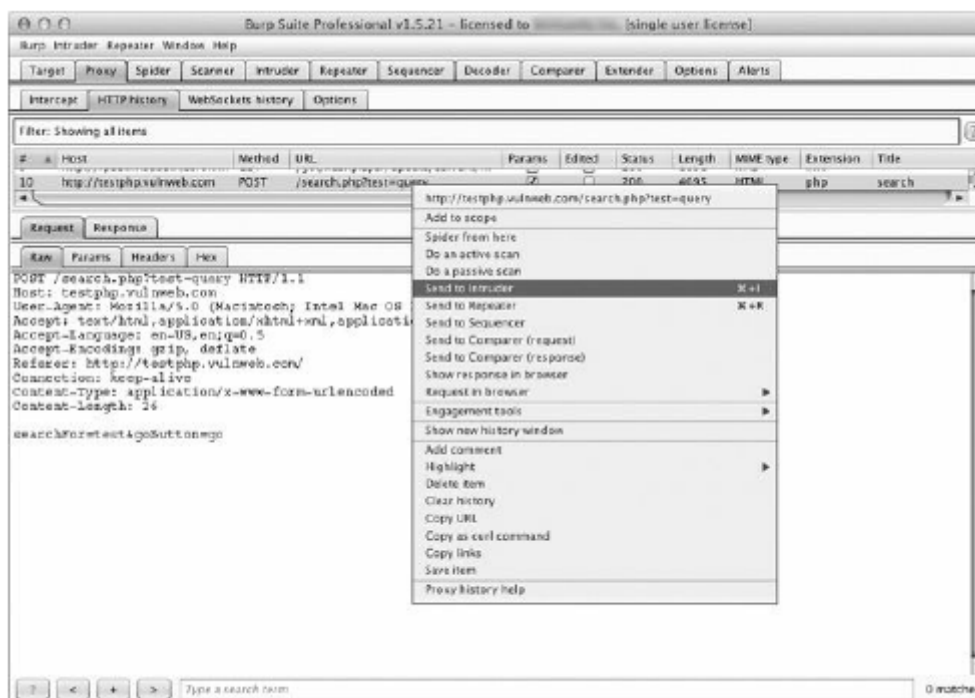 Burp Suite Professional v1.5.21 – licensed to [single user license]
Burp Intruder Repeater Window Help
Target Proxy Spider Scanner Intruder Repeater Sequencer Decoder Comparer Extender Options Alerts
Intercept HTTP history WebSockets history Options
Filter: Showing all items
# Host Method URL Params Edited Status Length MIME type Extension Title
10 http://testphp.vulnweb.com POST /search.php?test=query 200 4695 HTML php search
Request Response
Raw Params Headers Hex
POST /search.php?test=query HTTP/1.1
Host: testphp.vulnweb.com
User-Agent: Mozilla/5.0 (Macintosh; Intel Mac OS
Accept: text/html,application/xhtml+xml,applicati
Accept-Language: en-US,en;q=0.5
Accept-Encoding: gzip, deflate
Referer: http://testphp.vulnweb.com/
Connection: keep-alive
Content-Type: application/x-www-form-urlencoded
Content-Length: 26
searchFor=test&goButton=go
http://testphp.vulnweb.com/search.php?test=query
Add to scope
Spider from here
Do an active scan
Do a passive scan
Send to Intruder ⌘+I
Send to Repeater ⌘+R
Send to Sequencer
Send to Comparer (request)
Send to Comparer (response)
Show response in browser
Request in browser
Engagement tools
Show new history window
Add comment
Highlight
Delete item
Clear history
Copy URL
Copy as curl command
Copy links
Save item
Proxy history help
? < + > Type a search term 0 matche